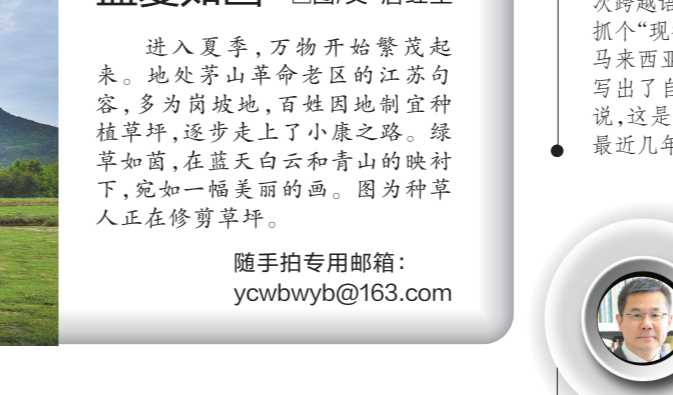 进入夏季,万物开始繁茂起
来。地处茅山革命老区的江苏句
容,多为岗坡地,百姓因地制宜种
植草坪,逐步走上了小康之路。绿
草如茵,在蓝天白云和青山的映衬
下,宛如一幅美丽的画。图为种草
人正在修剪草坪。
随手拍专用邮箱:
ycwbwyb@163.com
抓个“现
马来西亚
写出了自
说,这是
最近几年